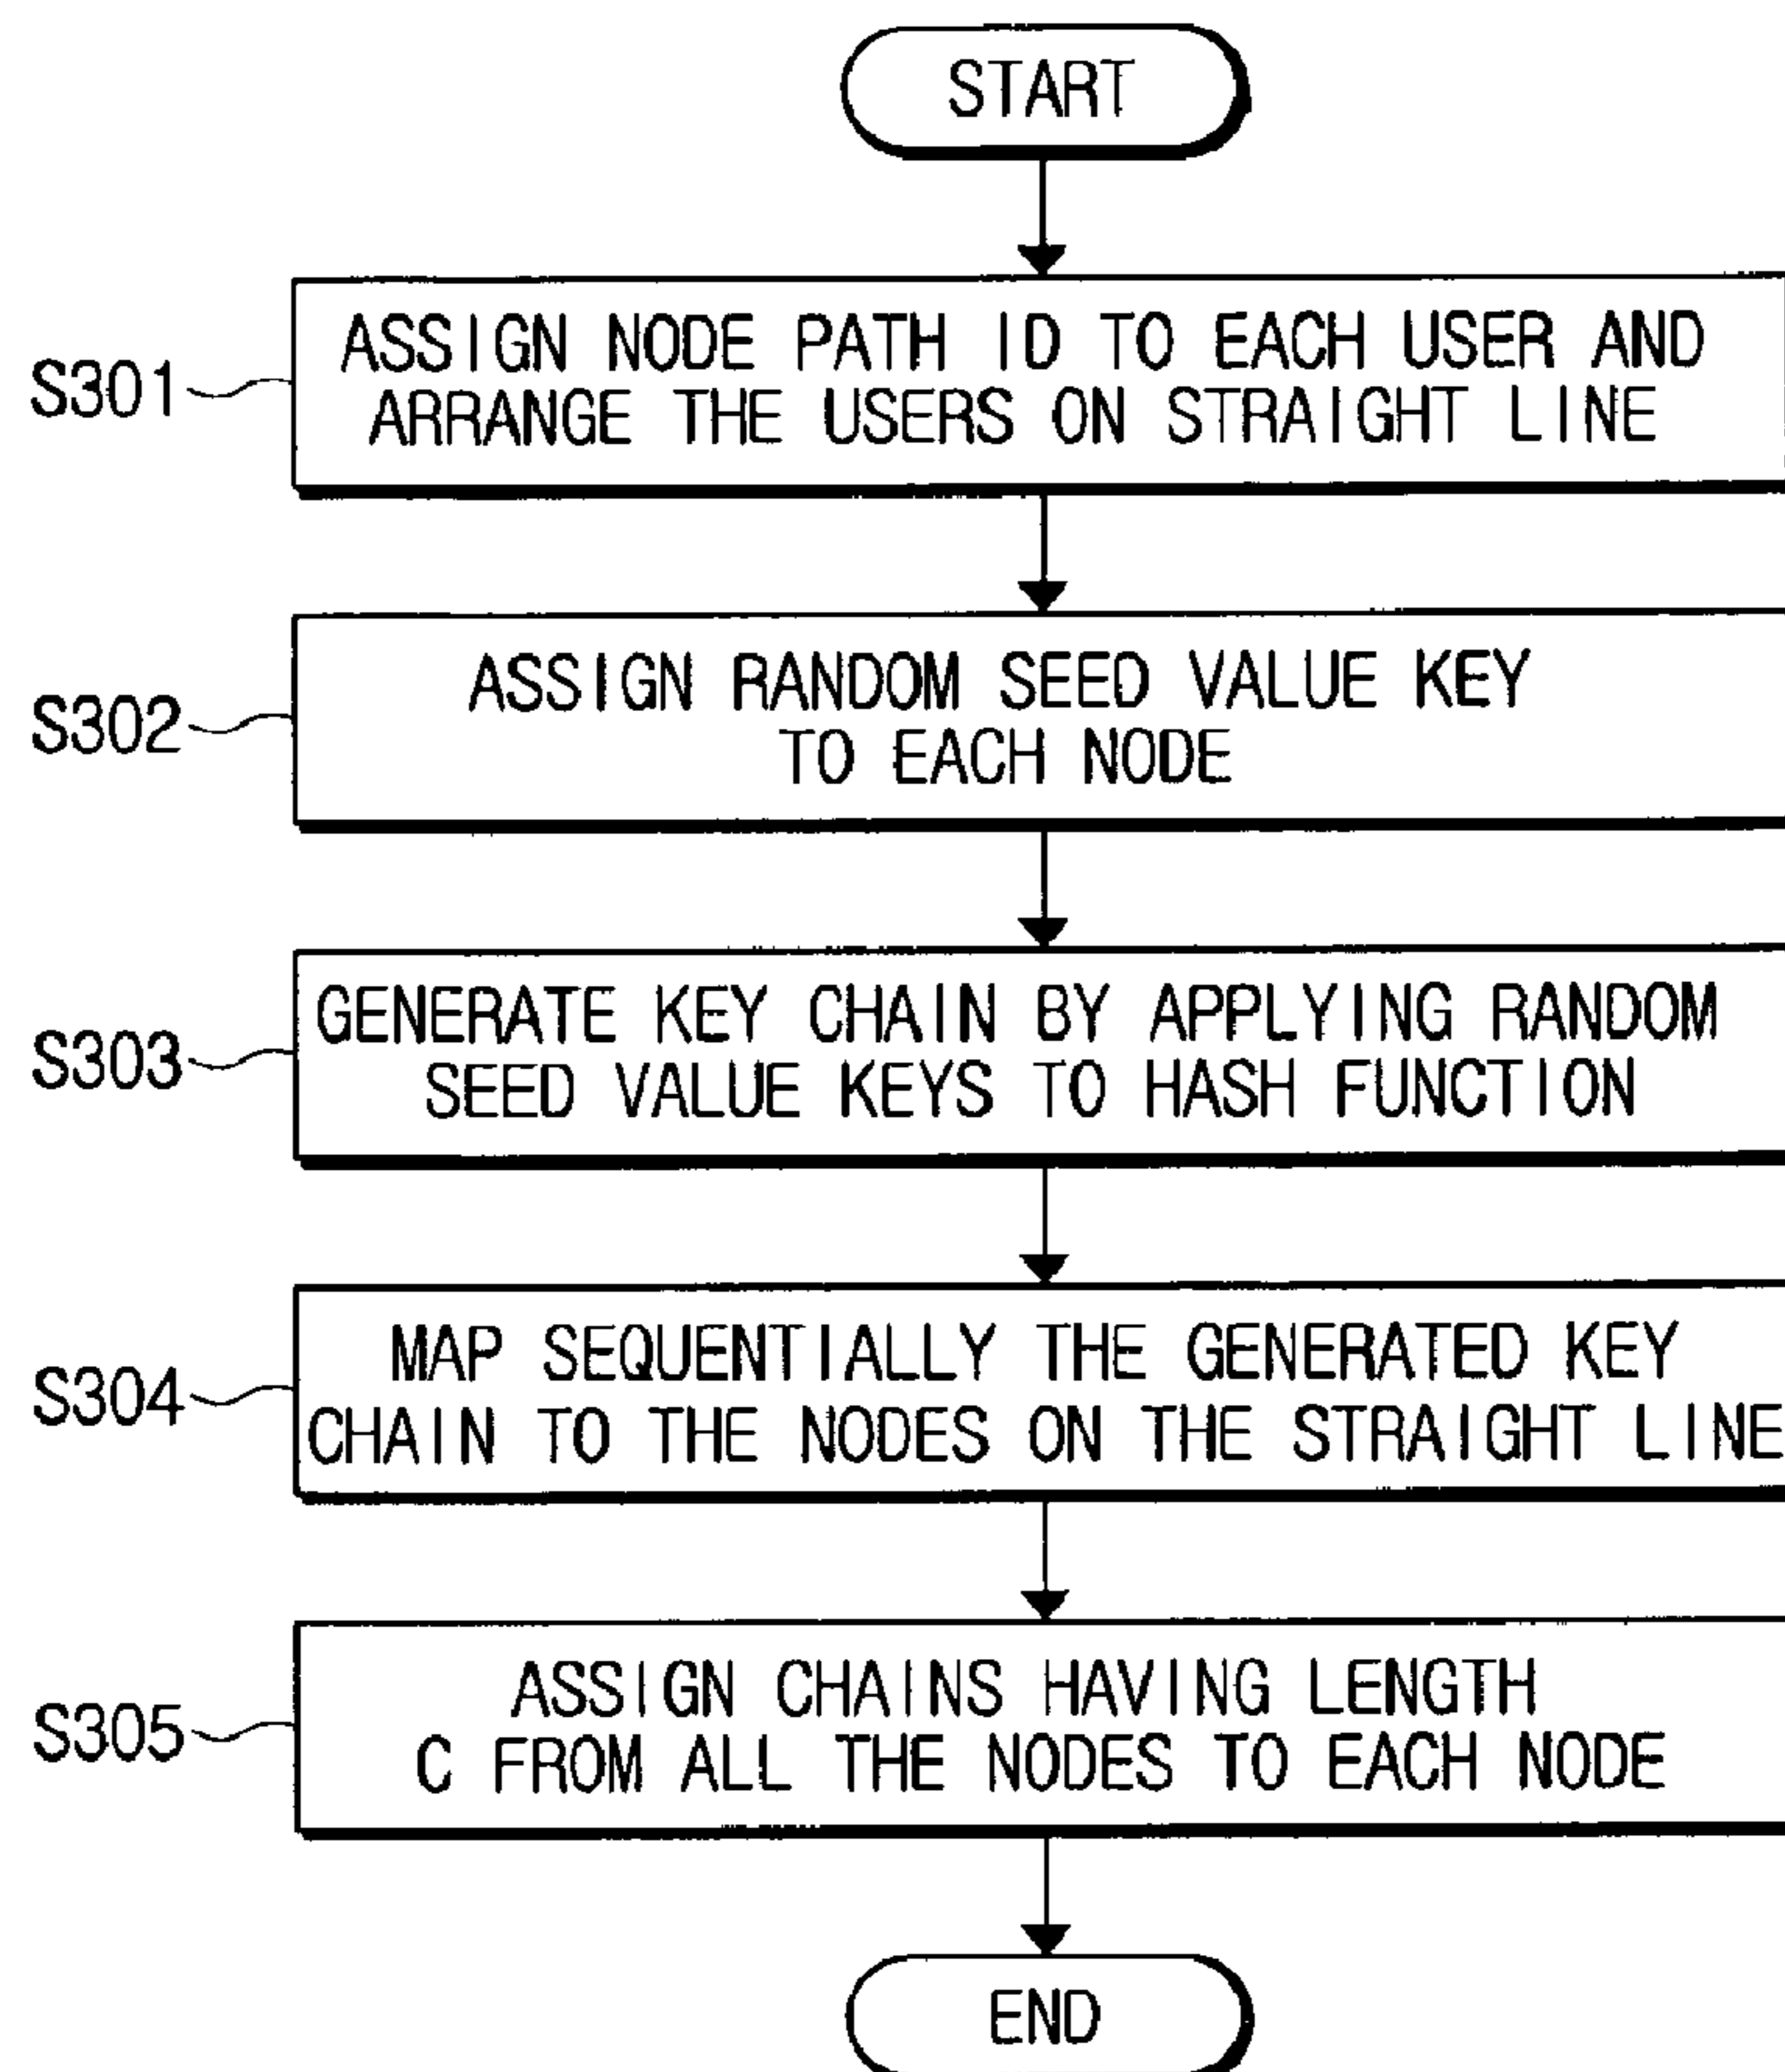 START
S301
ASSIGN NODE PATH ID TO EACH USER AND
ARRANGE THE USERS ON STRAIGHT LINE
S302
ASSIGN RANDOM SEED VALUE KEY
TO EACH NODE
S303
GENERATE KEY CHAIN BY APPLYING RANDOM
SEED VALUE KEYS TO HASH FUNCTION
S304
MAP SEQUENTIALLY THE GENERATED KEY
CHAIN TO THE NODES ON THE STRAIGHT LINE
S305
ASSIGN CHAINS HAVING LENGTH
C FROM ALL THE NODES TO EACH NODE
END